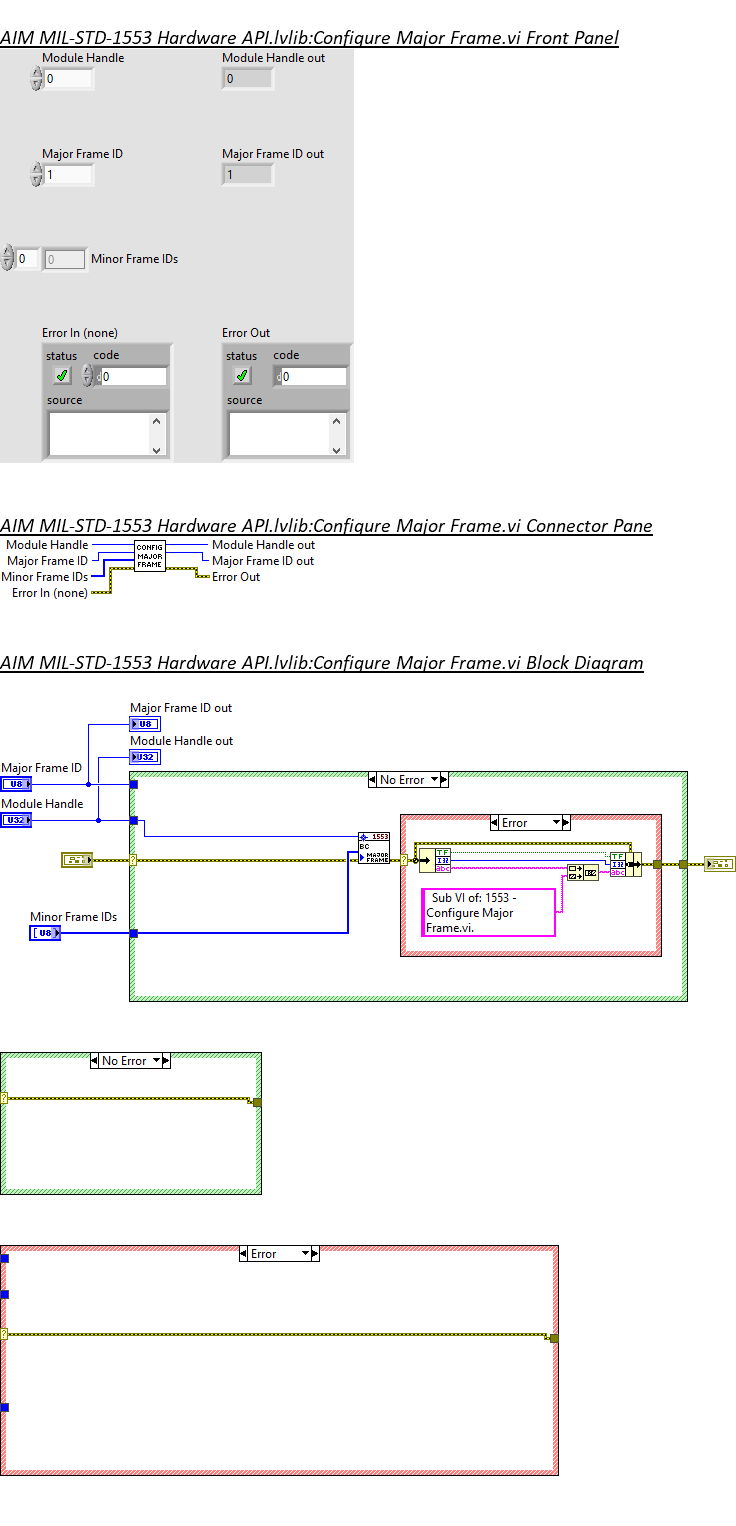 AIM MIL-STD-1553 Hardware API.lvlib:Configure Major Frame.vi Front Panel
Module Handle
Module Handle out
0
0
Major Frame ID
Major Frame ID out
1
1
0
0
Minor Frame IDs
Error In (none)
Error Out
status
code
status
code
d0
d0
source
source
AIM MIL-STD-1553 Hardware API.lvlib:Configure Major Frame.vi Connector Pane
Module Handle
CONFIG
Module Handle out
Major Frame ID
MAJOR
Major Frame ID out
Minor Frame IDs
FRAME
Error Out
Error In (none)
AIM MIL-STD-1553 Hardware API.lvlib:Configure Major Frame.vi Block Diagram
Major Frame ID out
U8
Module Handle out
U32
Major Frame ID
No Error
U8
Module Handle
U32
Error
1553
BC
MAJOR
FRAME
?
?
TF
TF
abc
abc
Sub VI of: 1553 -
Configure Major
Frame.vi.
Minor Frame IDs
U8
No Error
?
Error
?